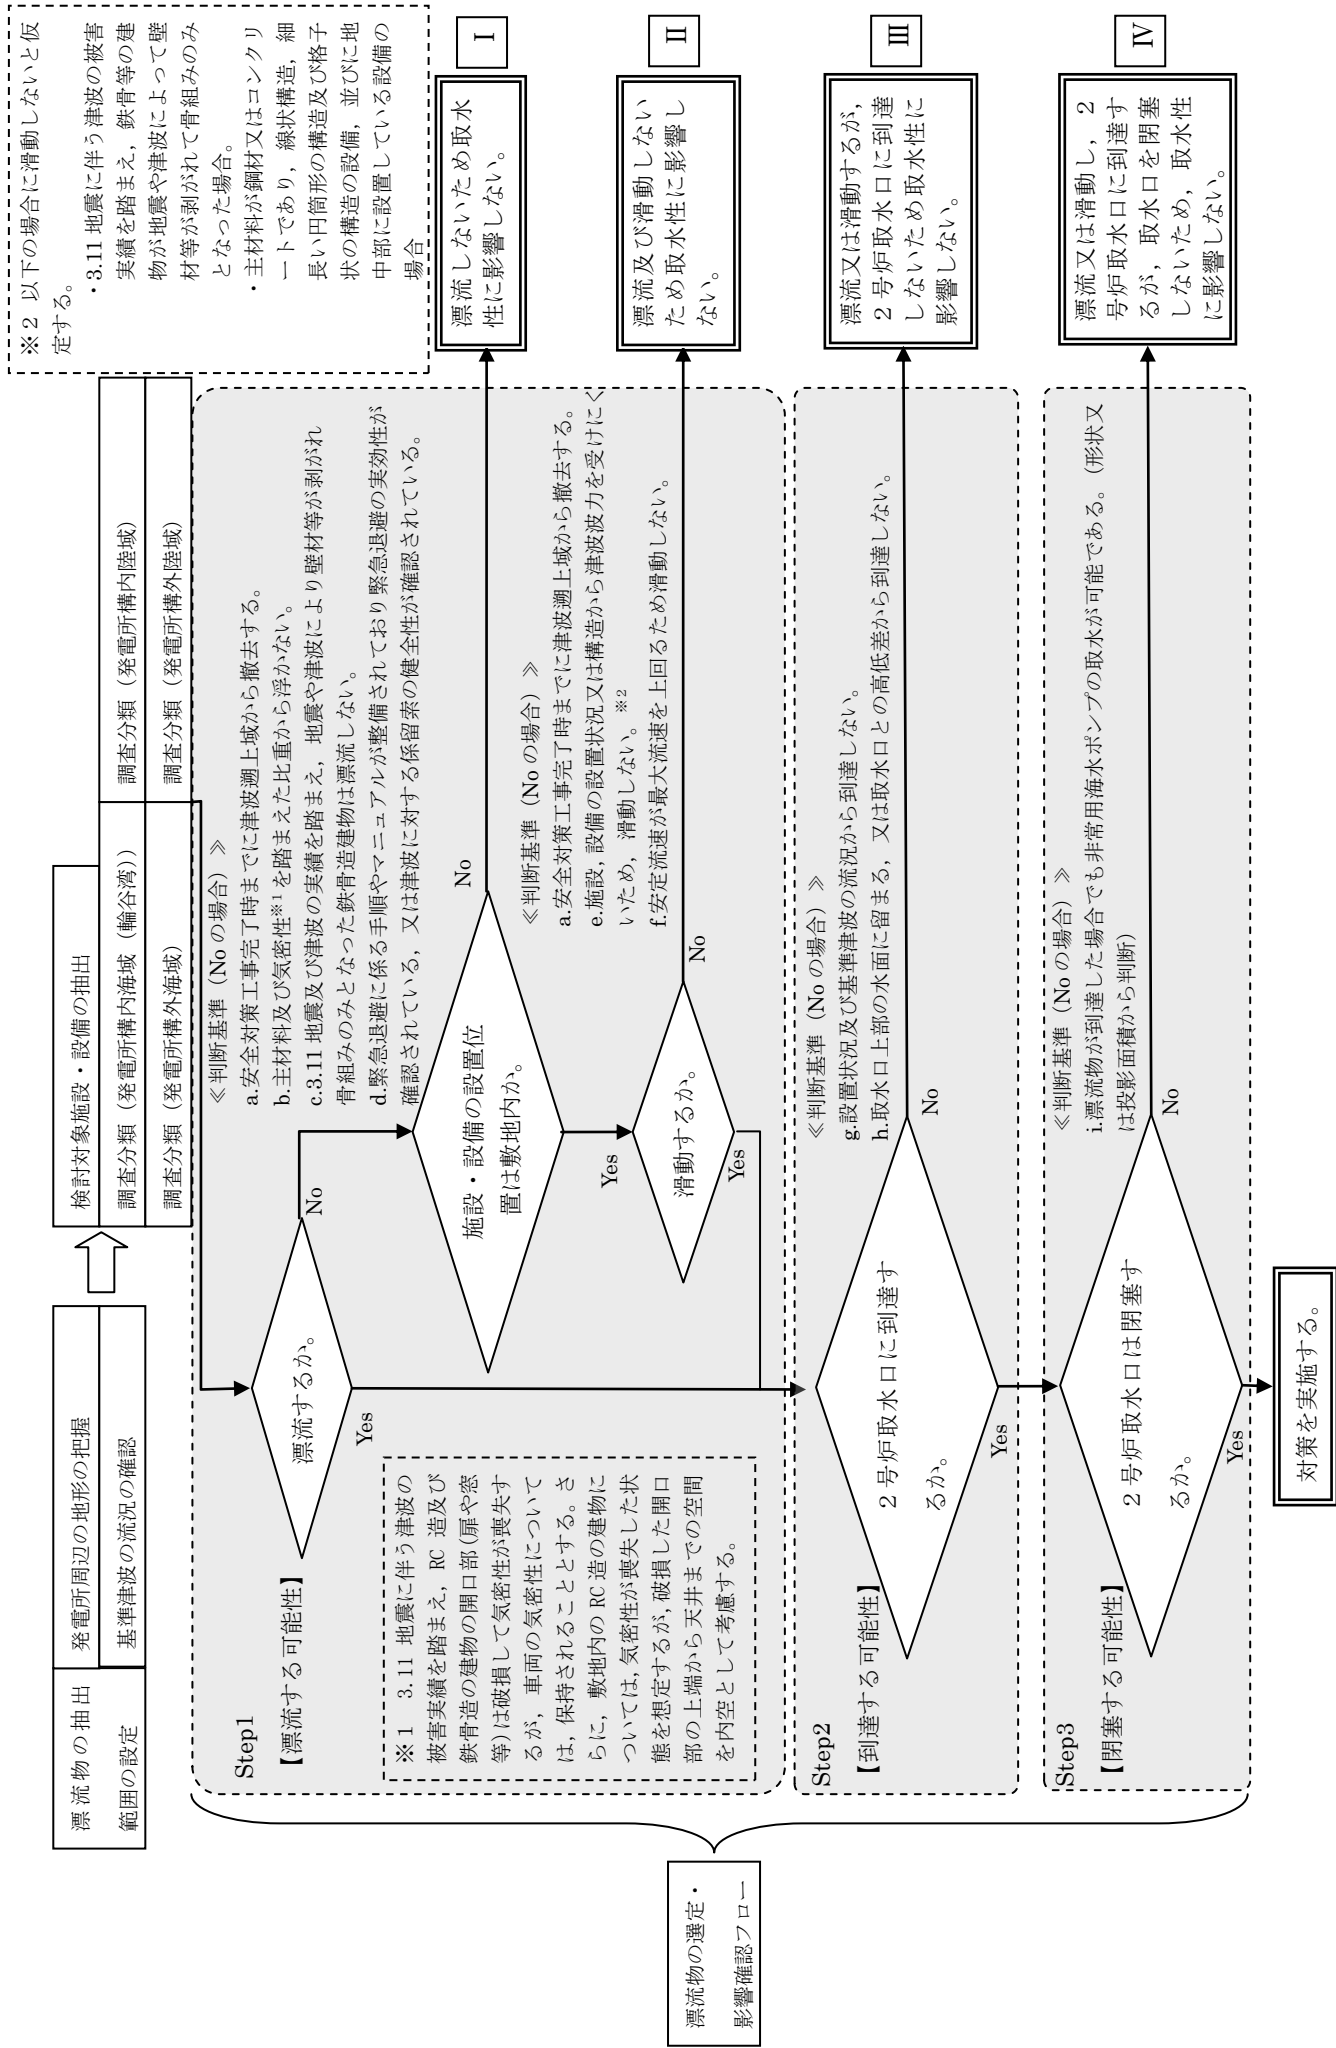 漂流物の抽出
範囲の設定
発電所周辺の地形の把握
基準津波の流況の確認
検討対象施設・設備の抽出
調査分類（発電所構内海域（輪谷湾））
調査分類（発電所構内陸域）
調査分類（発電所構外海域）
調査分類（発電所構外陸域）
※２ 以下の場合に滑動しないと仮
定する。
・3.11 地震に伴う津波の被害
実績を踏まえ，鉄骨等の建
物が地震や津波によって壁
材等が剥がれて骨組みのみ
となった場合。
・主材料が鋼材又はコンクリ
ートであり，線状構造，細
長い円筒形の構造及び格子
状の構造の設備，並びに地
中部に設置している設備の
場合
漂流物の選定・
影響確認フロー
Step1
【漂流する可能性】
漂流するか。
Yes
No
≪判断基準（No の場合）≫
a.安全対策工事完了時までに津波遡上域から撤去する。
b.主材料及び気密性※1を踏まえた比重から浮かない。
c.3.11 地震及び津波の実績を踏まえ，地震や津波により壁材等が剥がれ
骨組みのみとなった鉄骨造建物は漂流しない。
d.緊急退避に係る手順やマニュアルが整備されており緊急退避の実効性が
確認されている，又は津波に対する係留索の健全性が確認されている。
※１ 3.11 地震に伴う津波の
被害実績を踏まえ，RC 造及び
鉄骨造の建物の開口部（扉や窓
等）は破損して気密性が喪失す
るが，車両の気密性について
は，保持されることとする。さ
らに，敷地内の RC 造の建物に
ついては，気密性が喪失した状
態を想定するが，破損した開口
部の上端から天井までの空間
を内空として考慮する。
施設・設備の設置位
置は敷地内か。
No
Yes
漂流しないため取水
性に影響しない。
Ⅰ
≪判断基準（No の場合）≫
a.安全対策工事完了時までに津波遡上域から撤去する。
e.施設，設備の設置状況又は構造から津波波力を受けにく
いため，滑動しない。※2
f.安定流速が最大流速を上回るため滑動しない。
滑動するか。
No
Yes
漂流及び滑動しない
ため取水性に影響し
ない。
Ⅱ
Step2
【到達する可能性】
２号炉取水口に到達す
るか。
No
Yes
≪判断基準（No の場合）≫
g.設置状況及び基準津波の流況から到達しない。
h.取水口上部の水面に留まる，又は取水口との高低差から到達しない。
漂流又は滑動するが，
２号炉取水口に到達
しないため取水性に
影響しない。
Ⅲ
Step3
【閉塞する可能性】
２号炉取水口は閉塞す
るか。
No
Yes
≪判断基準（No の場合）≫
i.漂流物が到達した場合でも非常用海水ポンプの取水が可能である。（形状又
は投影面積から判断）
漂流又は滑動し，２
号炉取水口に到達す
るが，取水口を閉塞
しないため，取水性
に影響しない。
Ⅳ
対策を実施する。